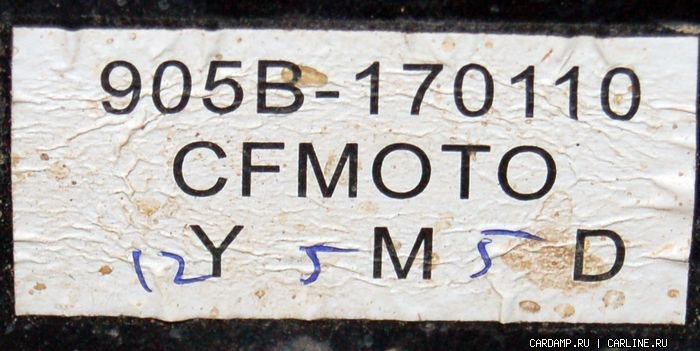 905B-170110
CFMOTO
12 Y 5 M 5 D
CARDAMP.RU | CARLINE.RU